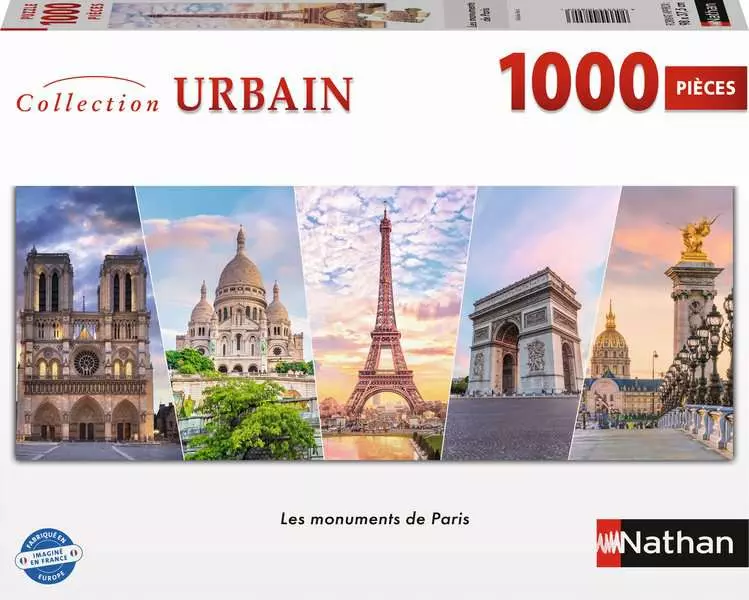 PUZZLE
1000
PIÈCES
Les monuments
de Paris
Nathan
Collection URBAIN
1000
PIÈCES
Les monuments de Paris
FABRIQUÉ EN
IMAGINÉ
EN FRANCE
EUROPE
Nathan